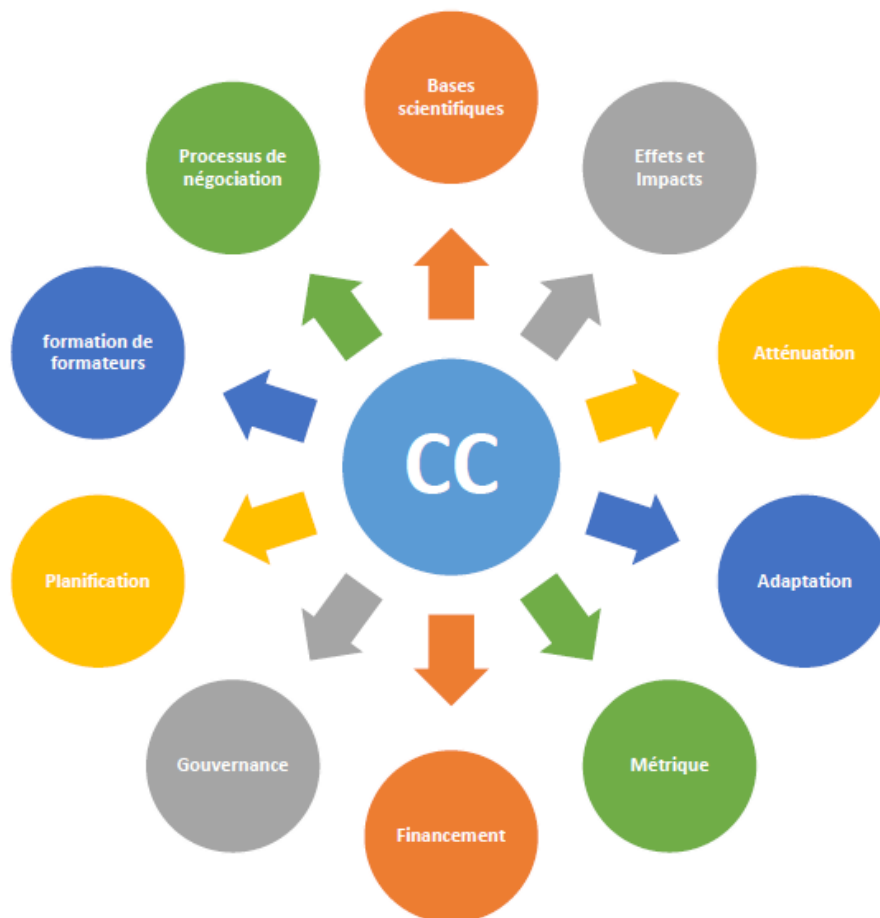 Bases
scientifiques
Effets et
Impacts
Atténuation
Adaptation
Métrique
Financement
Gouvernance
Planification
formation de
formateurs
Processus de
négociation
CC